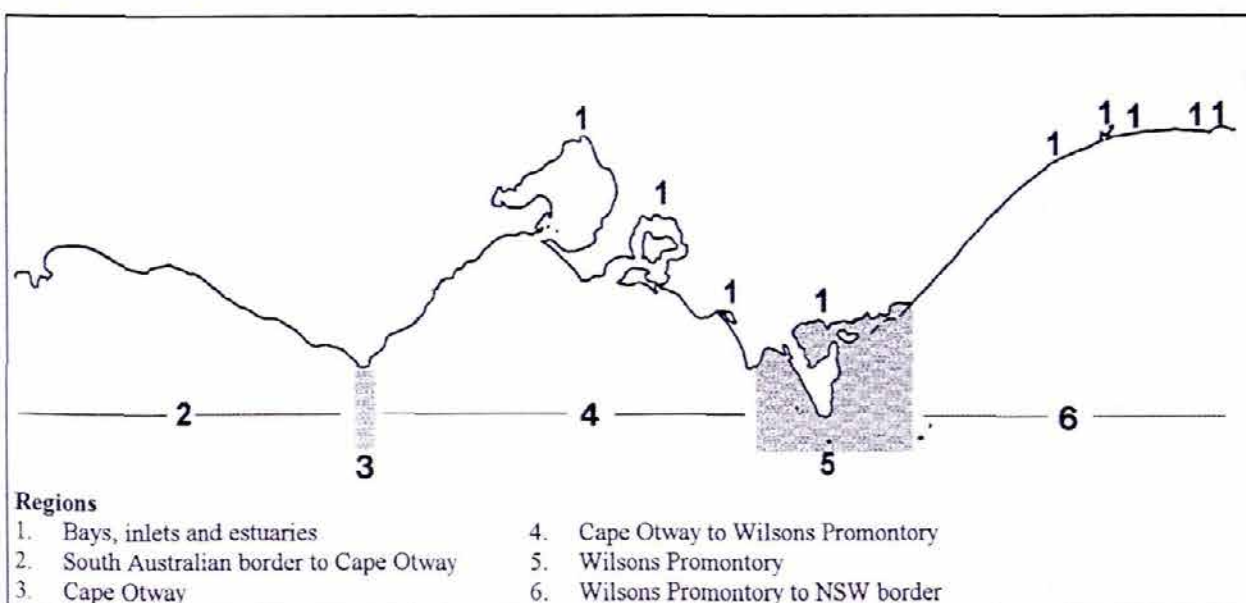 1
1
1
1
1
1
1
1 1
2
4
6
3
5
Regions
1. Bays, inlets and estuaries
2. South Australian border to Cape Otway
3. Cape Otway
4. Cape Otway to Wilsons Promontory
5. Wilsons Promontory
6. Wilsons Promontory to NSW border